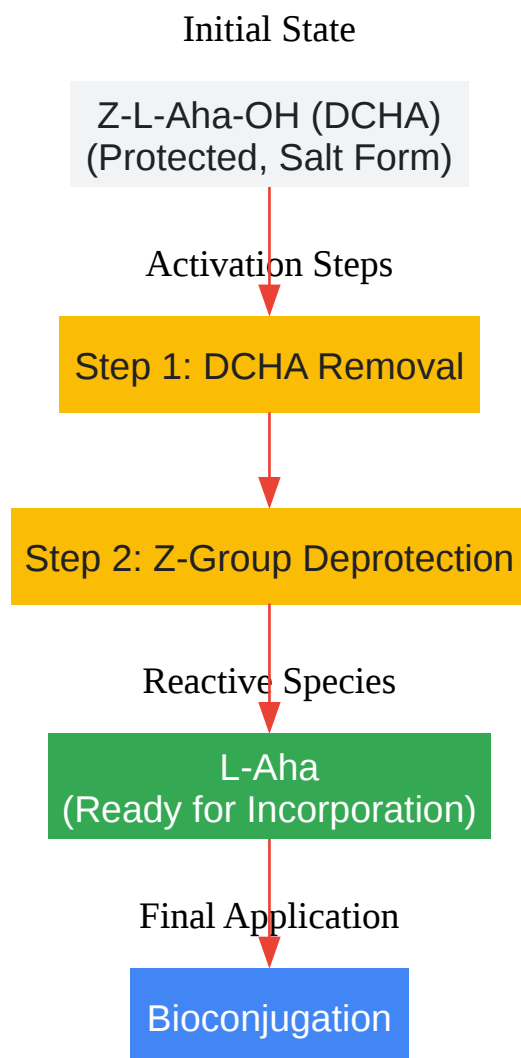 Initial State
Z-L-Aha-OH (DCHA)
(Protected, Salt Form)
Activation Steps
Step 1: DCHA Removal
Step 2: Z-Group Deprotection
Reactive Species
L-Aha
(Ready for Incorporation)
Final Application
Bioconjugation